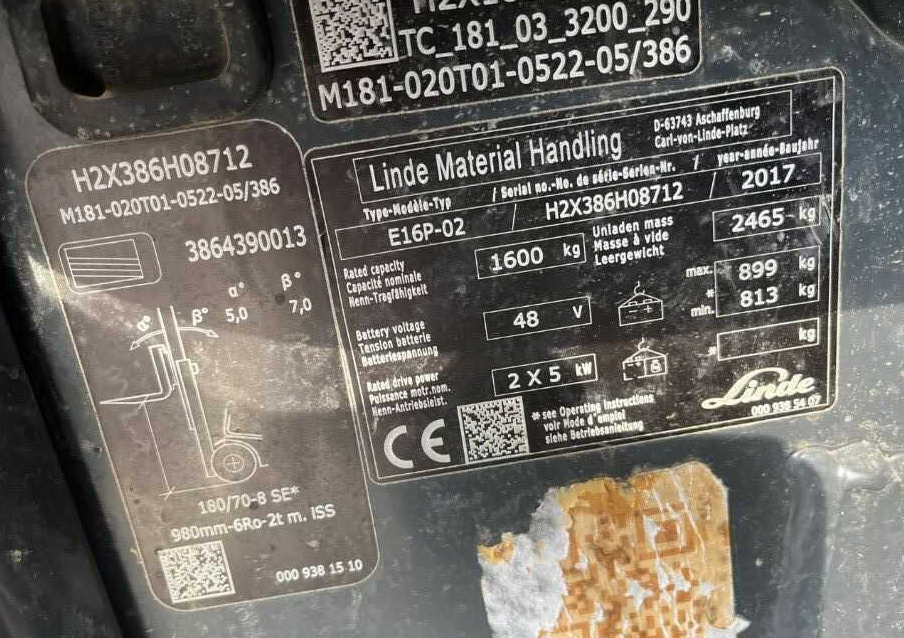 TC_181_03_3200_290
M181-020T01-0522-05/386
H2X386H08712
M181-020T01-0522-05/386
3864390013
α° β°
5,0 7,0
α° β°
180/70-8 SE*
980mm-6Ro-2t m. ISS
000 938 15 10
Linde Material Handling
D-63743 Aschaffenburg
Carl-von-Linde-Platz
Type-Modèle-Typ / Serial no.-No. de série-Serien-Nr. / year-année-Baujahr
E16P-02 / H2X386H08712 / 2017
Rated capacity
Capacité nominale
Nenn-Tragfähigkeit
1600 kg
Unladen mass
Masse à vide
Leergewicht
2465 kg
Battery voltage
Tension batterie
Batteriespannung
48 V
max. 899 kg
* min. 813 kg
Rated drive power
Puissance motr.nom.
Nenn-Antriebsleist.
2 X 5 kW
* kg
CE
* see Operating Instructions
voir Mode d'emploi
siehe Betriebsanleitung
Linde
000 938 54 07